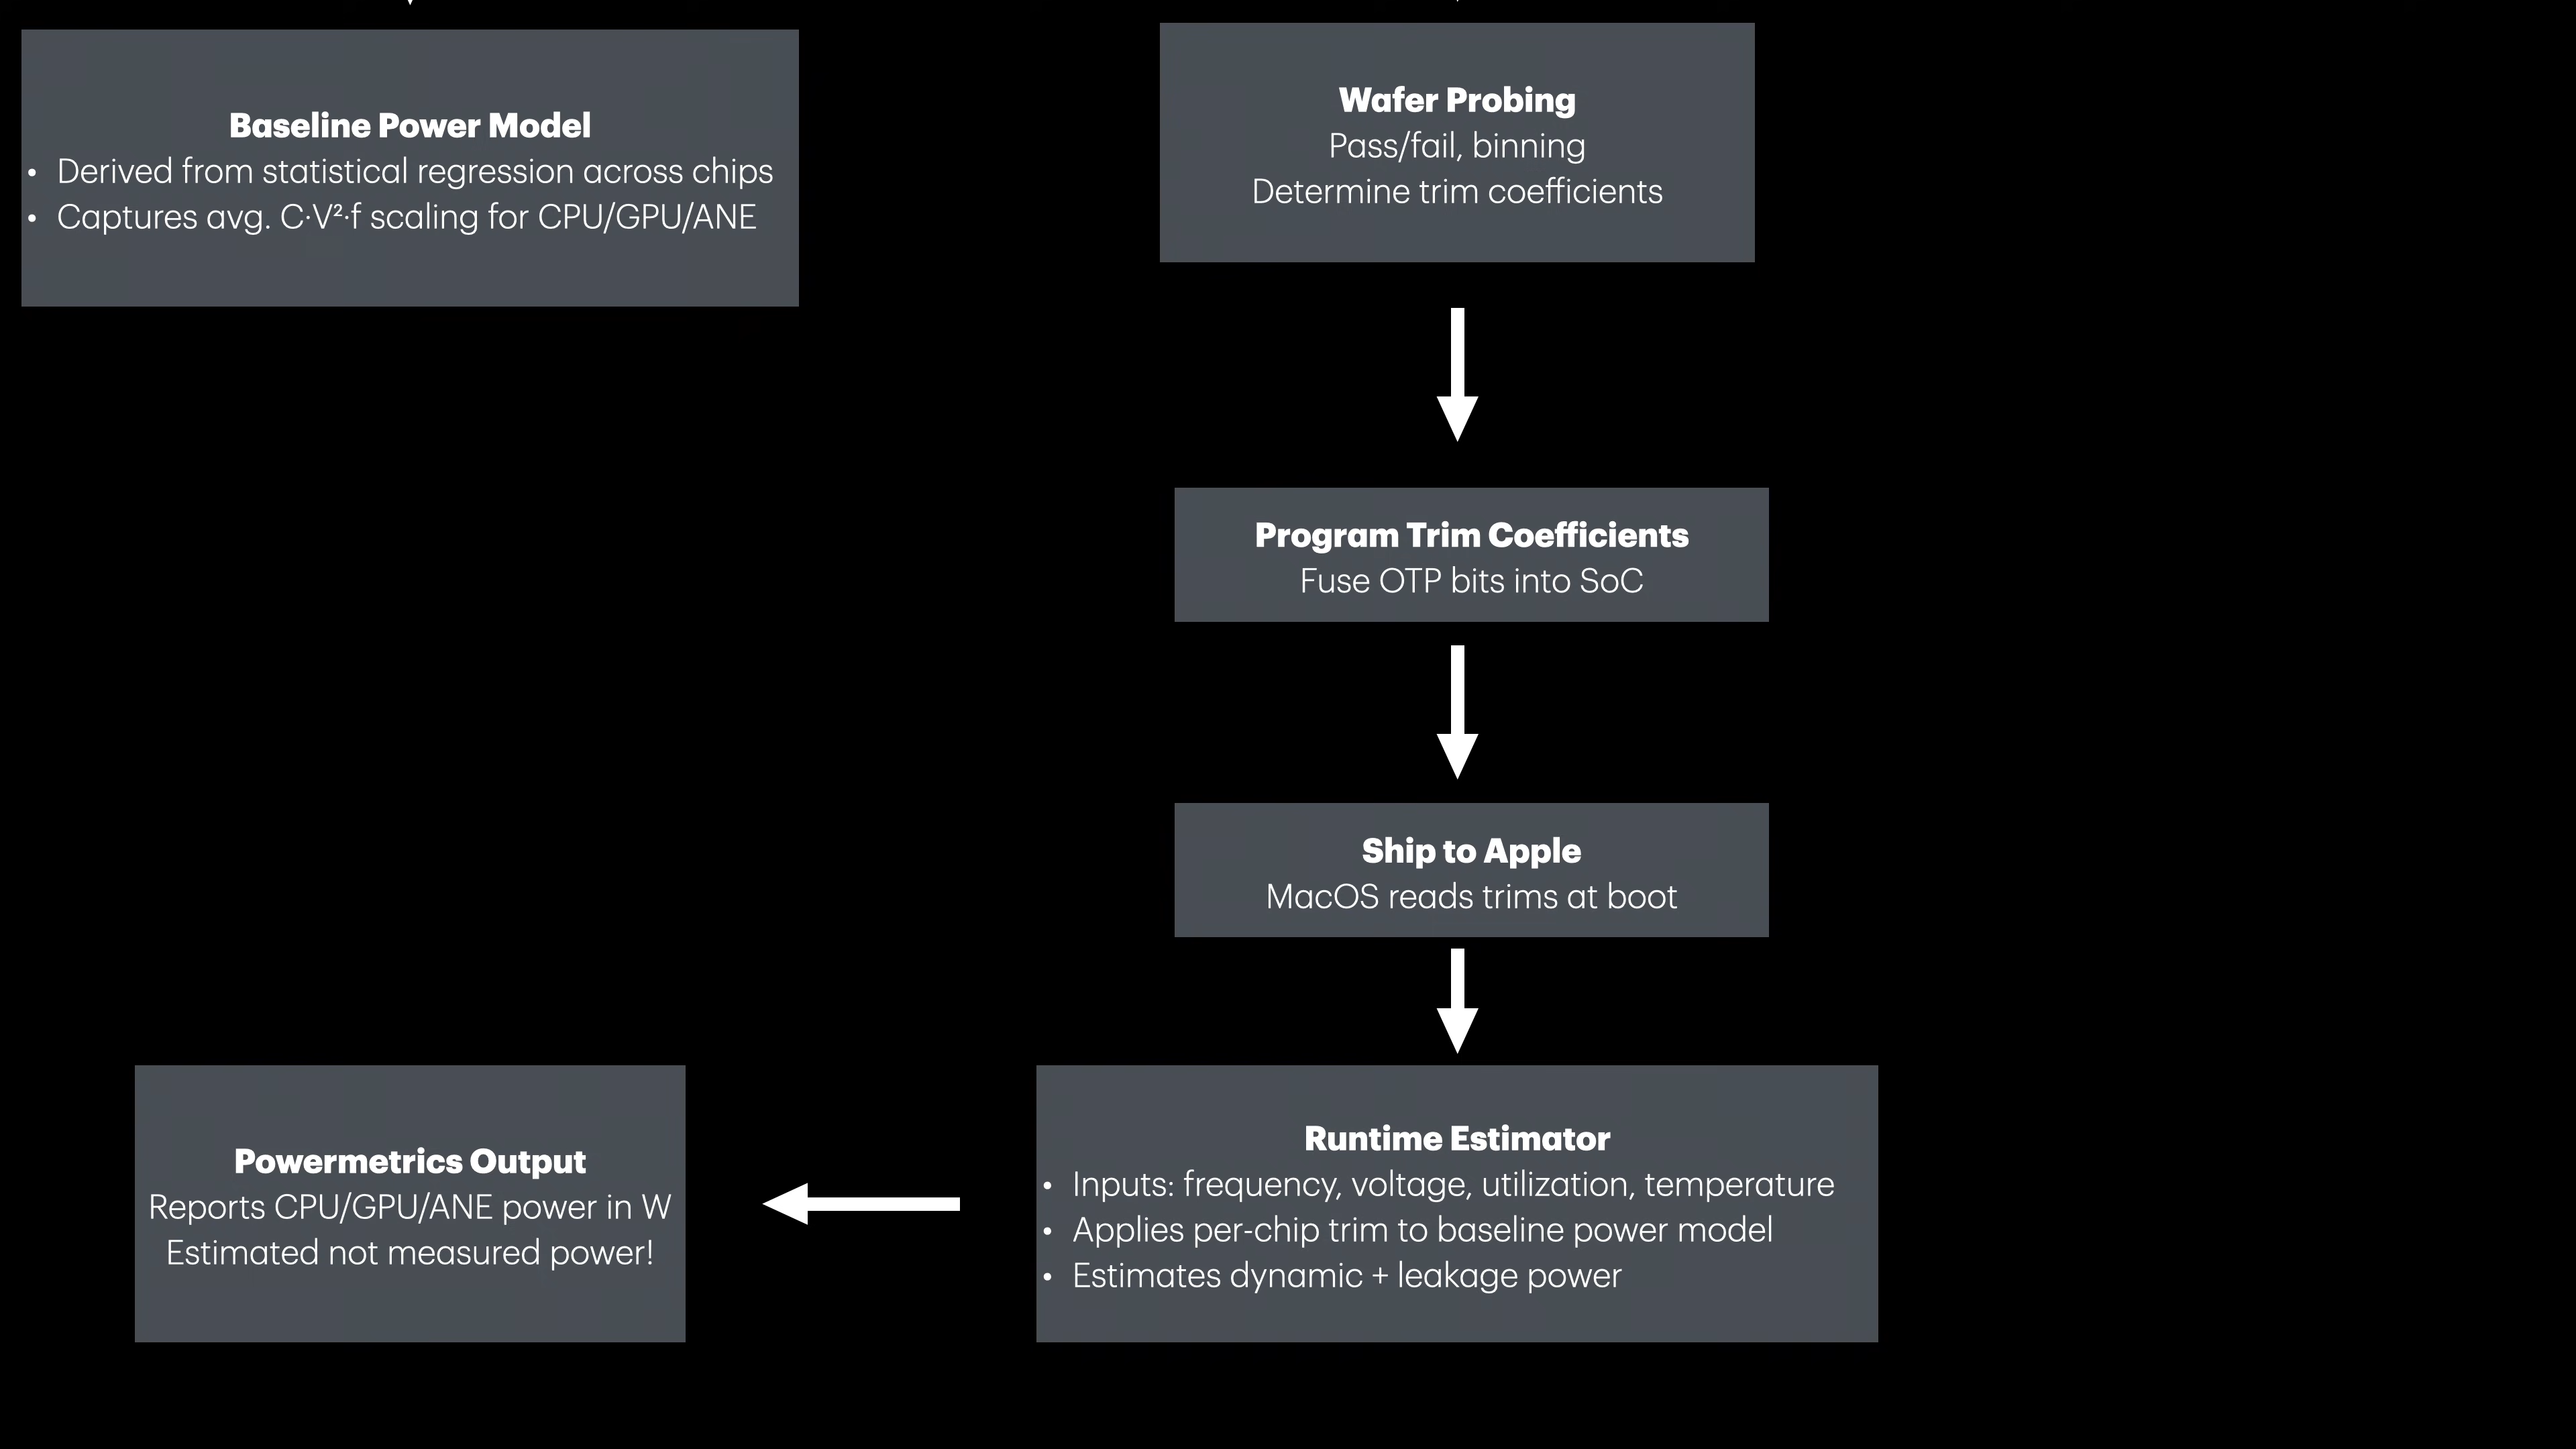 Baseline Power Model
• Derived from statistical regression across chips
• Captures avg. C·V²·f scaling for CPU/GPU/ANE
Wafer Probing
Pass/fail, binning
Determine trim coefficients
Program Trim Coefficients
Fuse OTP bits into SoC
Ship to Apple
MacOS reads trims at boot
Runtime Estimator
• Inputs: frequency, voltage, utilization, temperature
• Applies per-chip trim to baseline power model
• Estimates dynamic + leakage power
Powermetrics Output
Reports CPU/GPU/ANE power in W
Estimated not measured power!